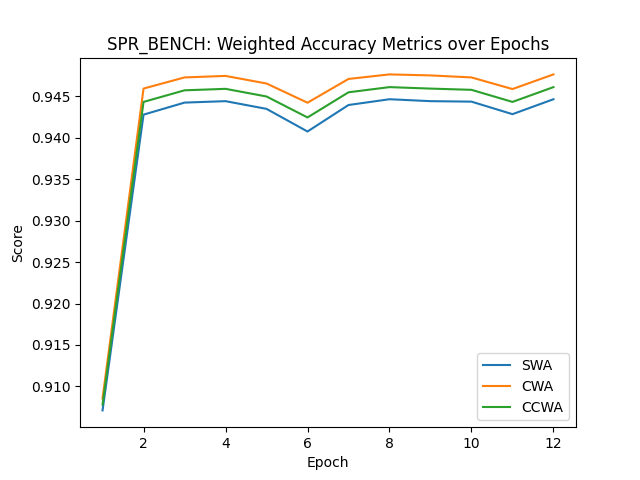 SPR_BENCH: Weighted Accuracy Metrics over Epochs
Score
0.945
0.940
0.935
0.930
0.925
0.920
0.915
0.910
SWA
CWA
CCWA
2 4 6 8 10 12
Epoch